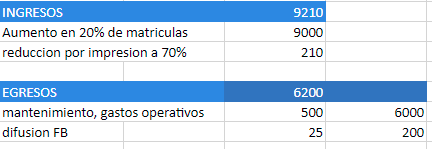 INGRESOS 9210
Aumento en 20% de matriculas 9000
reduccion por impresion a 70% 210
EGRESOS 6200
mantenimiento, gastos operativos 500 6000
difusion FB 25 200